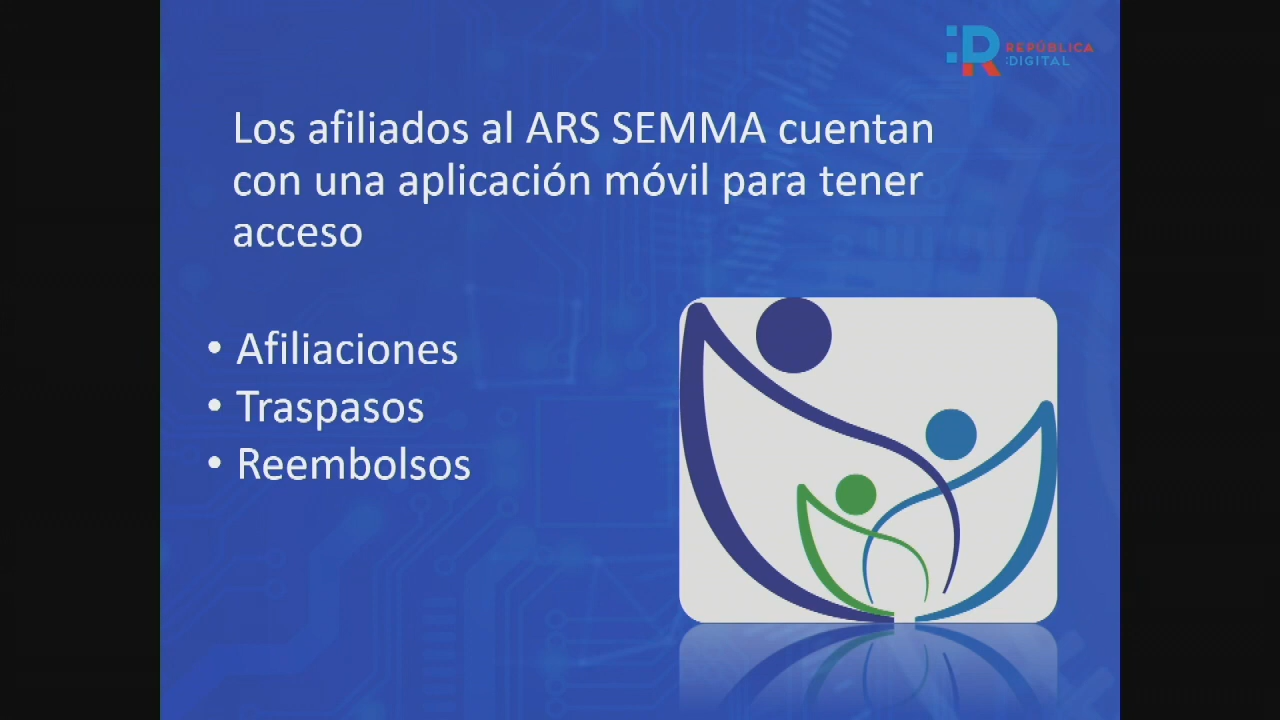 REPÚBLICA
:DIGITAL
Los afiliados al ARS SEMMA cuentan
con una aplicación móvil para tener
acceso
• Afiliaciones
• Traspasos
• Reembolsos